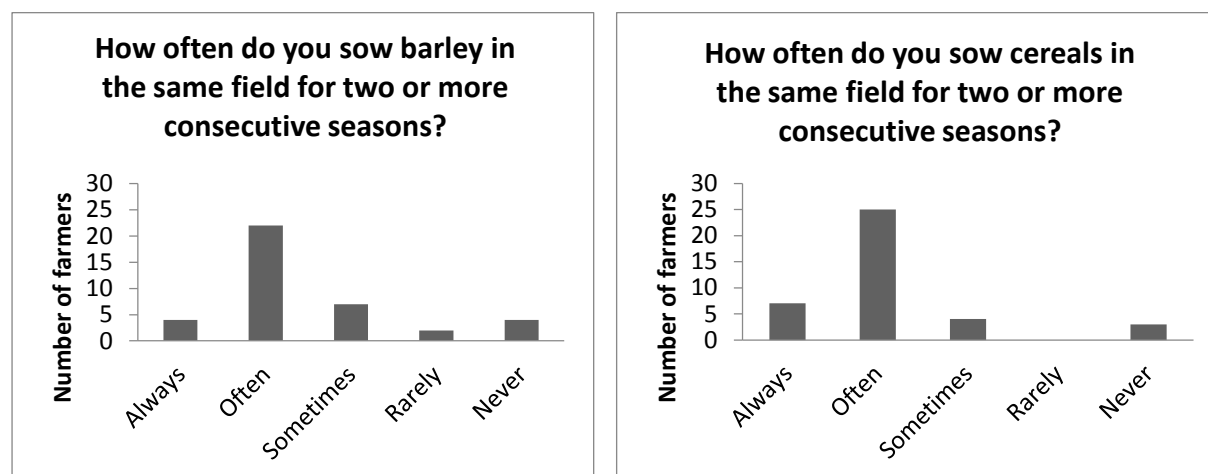 How often do you sow barley in
the same field for two or more
consecutive seasons?
Number of farmers
30
25
20
15
10
5
0
Always
Often
Sometimes
Rarely
Never
How often do you sow cereals in
the same field for two or more
consecutive seasons?
Number of farmers
30
25
20
15
10
5
0
Always
Often
Sometimes
Rarely
Never